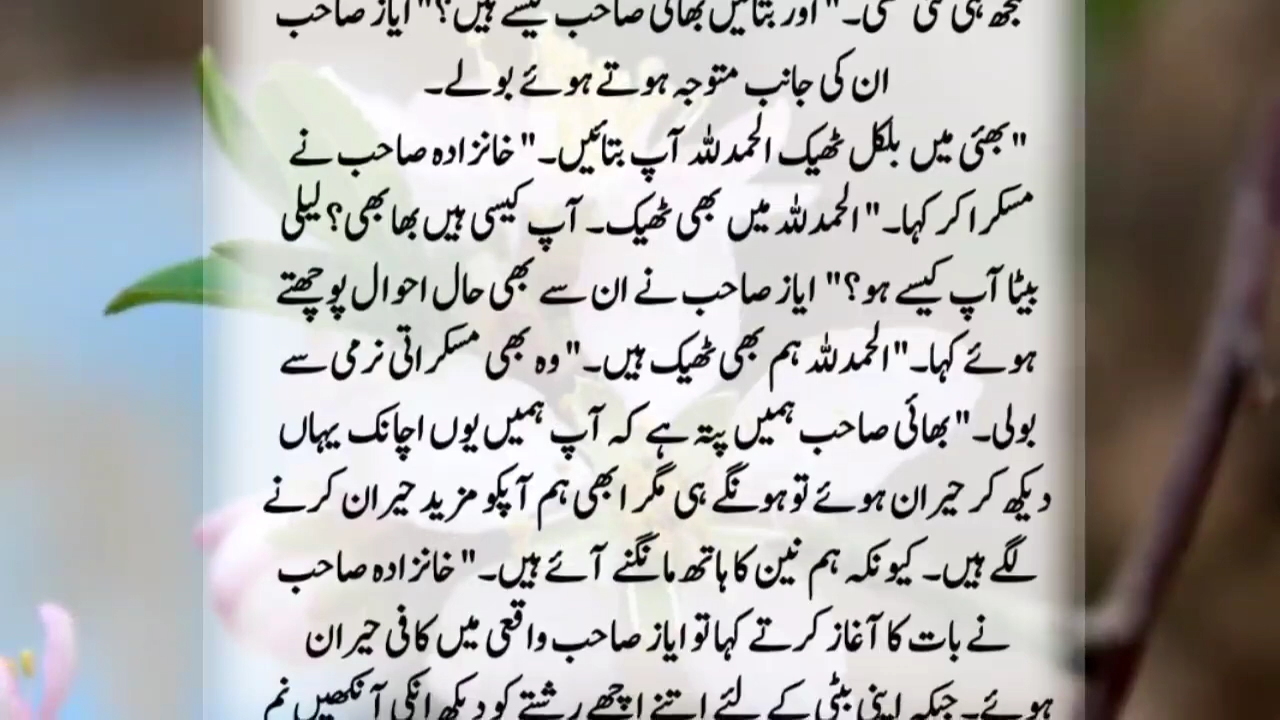 سمجھ ہی گئی تھی۔" اور بتائیں بھائی صاحب کیسے ہیں؟" ایاز صاحب
ان کی جانب متوجہ ہوتے ہوئے بولے۔
"بھئی میں بلکل ٹھیک الحمدللہ آپ بتائیں۔" خانزادہ صاحب نے
مسکرا کر کہا۔" الحمدللہ میں بھی ٹھیک۔ آپ کیسی ہیں بھابھی؟ لیلی
بیٹا آپ کیسے ہو؟" ایاز صاحب نے ان سے بھی حال احوال پوچھتے
ہوئے کہا۔"الحمدللہ ہم بھی ٹھیک ہیں۔" وہ بھی مسکراتی نرمی سے
بولی۔" بھائی صاحب ہمیں پتہ ہے کہ آپ ہمیں یوں اچانک یہاں
دیکھ کر حیران ہوئے تو ہونگے ہی مگر ابھی ہم آپکو مزید حیران کرنے
لگے ہیں۔ کیونکہ ہم نین کا ہاتھ مانگنے آئے ہیں۔" خانزادہ صاحب
نے بات کا آغاز کرتے کہا تو ایاز صاحب واقعی میں کافی حیران
ہوئے۔ جبکہ اپنی بیٹی کے لئے اتنے اچھے رشتے کو دیکھ انکی آنکھیں نم